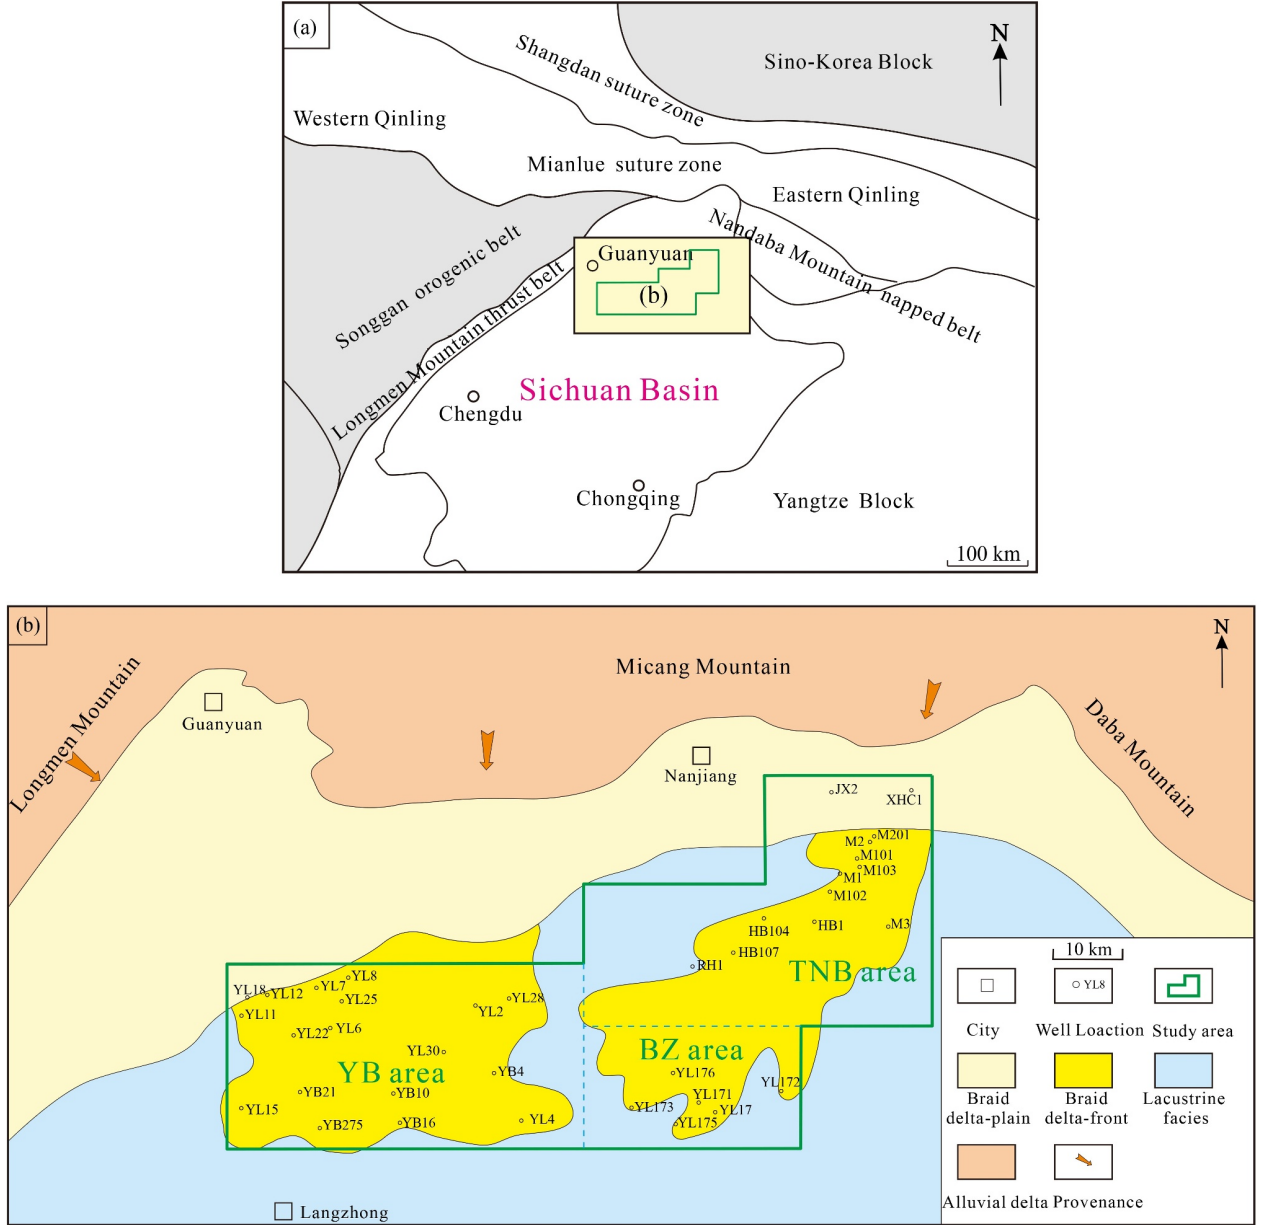 (a)
N
Sino-Korea Block
Shangdan suture zone
Western Qinling
Mianlue suture zone
Eastern Qinling
Nandaba Mountain napped belt
Songgan orogenic belt
Longmen Mountain thrust belt
Guanyuan
(b)
Sichuan Basin
Chengdu
Chongqing
Yangtze Block
100 km
(b)
N
Micang Mountain
Longmen Mountain
Daba Mountain
Guanyuan
Nanjiang
JX2
XHC1
M201
M2
M101
M103
M1
M102
HB104
HB1
M3
HB107
RH1
TNB area
YL8
YL18
YL12
YL7
YL25
YL11
YL28
YL2
YL22
YL6
YL30
YB area
YB4
BZ area
YL176
YL172
YB21
YB10
YL171
YL15
YL173
YL17
YB275
YB16
YL4
YL175
Langzhong
10 km
YL8
City
Well Loaction
Study area
Braid
delta-plain
Braid
delta-front
Lacustrine
facies
Alluvial delta
Provenance